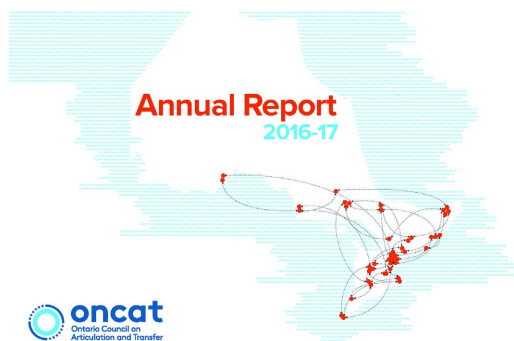 Annual Report
2016-17
oncat
Ontario Council on
Articulation and Transfer